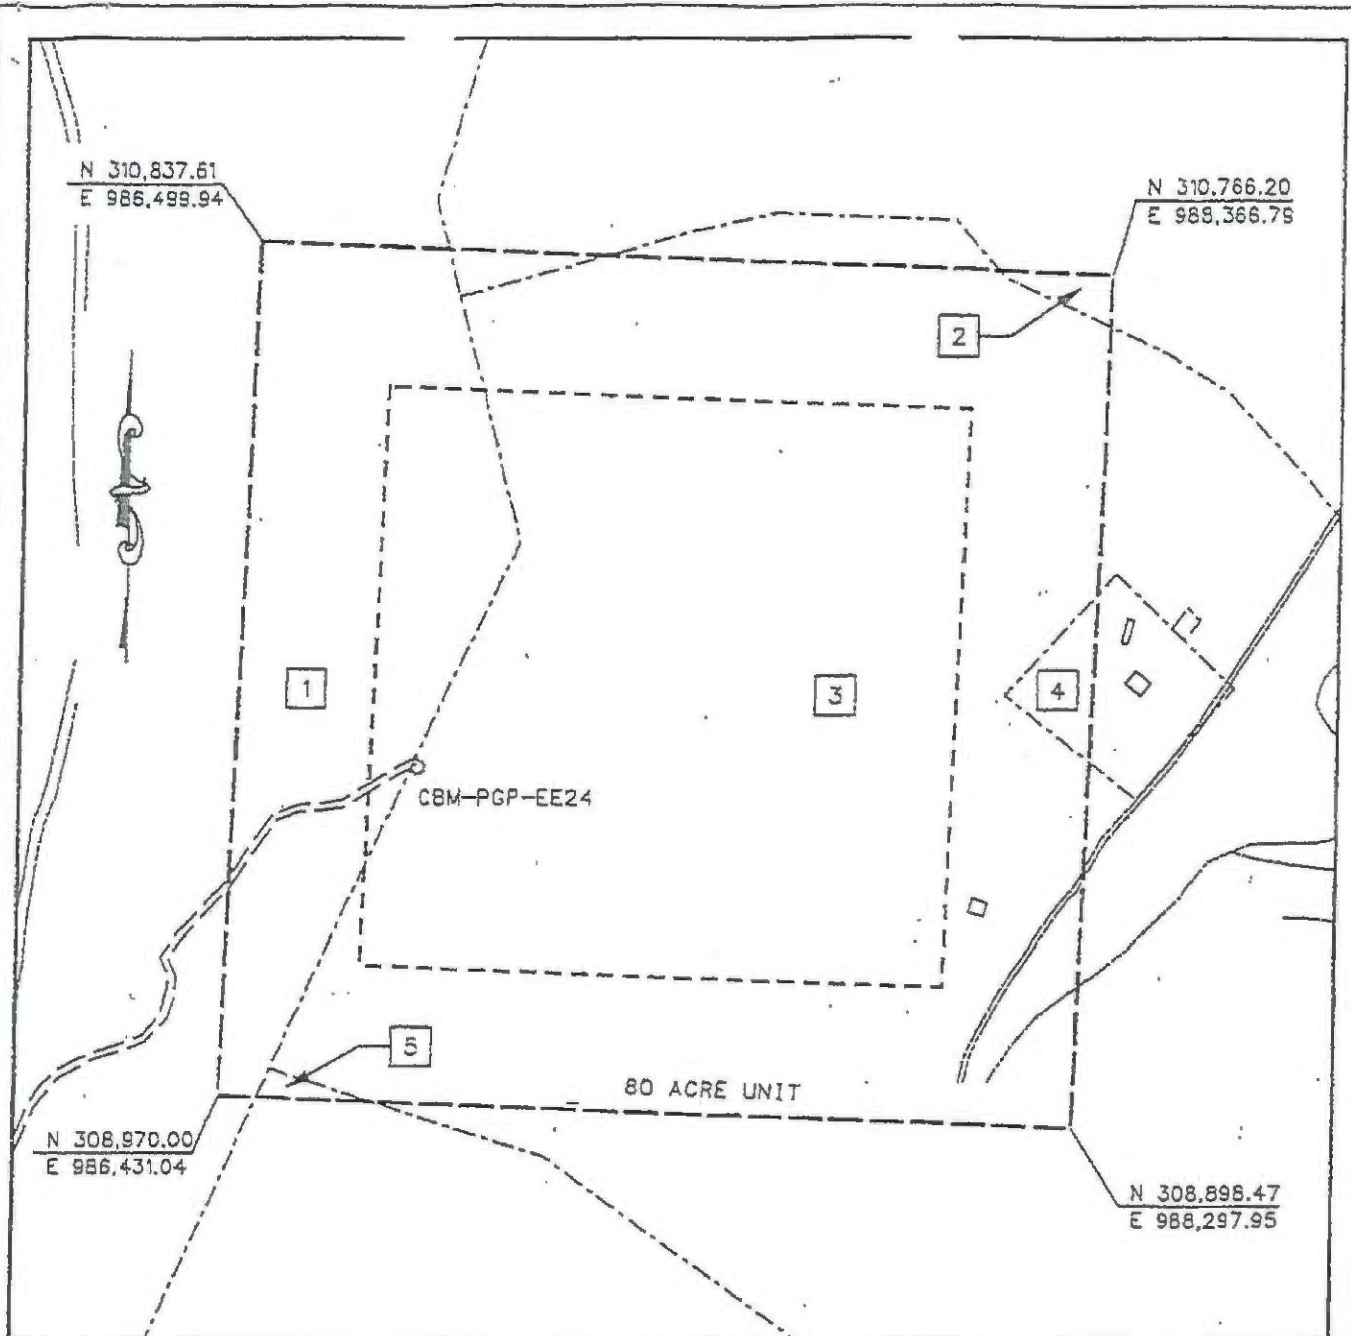 N 310,837.61
E 986,499.94
N 310,766.20
E 988,366.79
2
1
3
4
CBM-PGP-EE24
5
80 ACRE UNIT
N 308,970.00
E 986,431.04
N 308,898.47
E 988,297.95